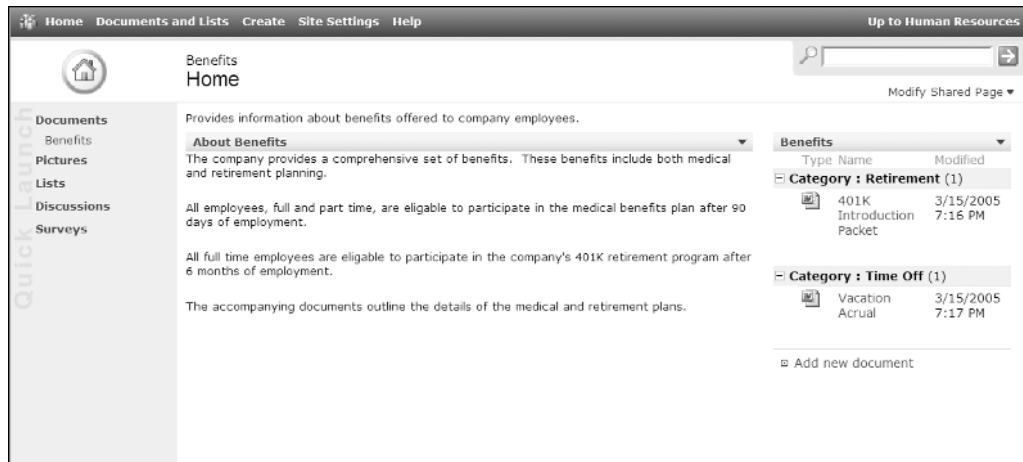 Home Documents and Lists Create Site Settings Help
Up to Human Resources
Benefits
Home
Modify Shared Page
Quick Launch
Documents
Benefits
Pictures
Lists
Discussions
Surveys
Provides information about benefits offered to company employees.
About Benefits
The company provides a comprehensive set of benefits. These benefits include both medical
and retirement planning.
All employees, full and part time, are eligable to participate in the medical benefits plan after 90
days of employment.
All full time employees are eligable to participate in the company's 401K retirement program after
6 months of employment.
The accompanying documents outline the details of the medical and retirement plans.
Benefits
Type Name Modified
Category : Retirement (1)
401K 3/15/2005
Introduction 7:16 PM
Packet
Category : Time Off (1)
Vacation 3/15/2005
Accrual 7:17 PM
Add new document